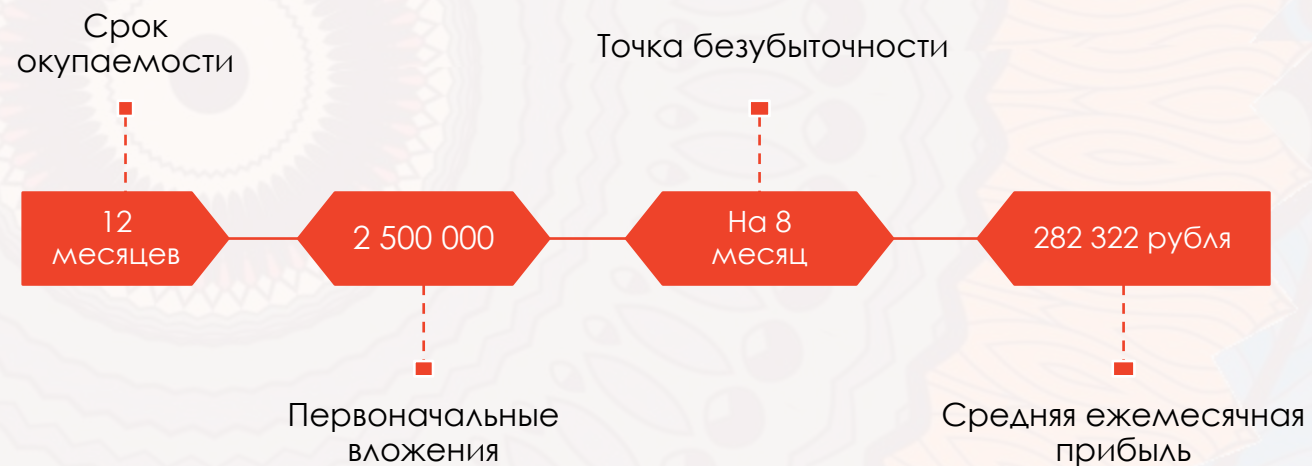 Срок
окупаемости
Точка безубыточности
12
месяцев
2 500 000
На 8
месяц
282 322 рубля
Первоначальные
вложения
Средняя ежемесячная
прибыль